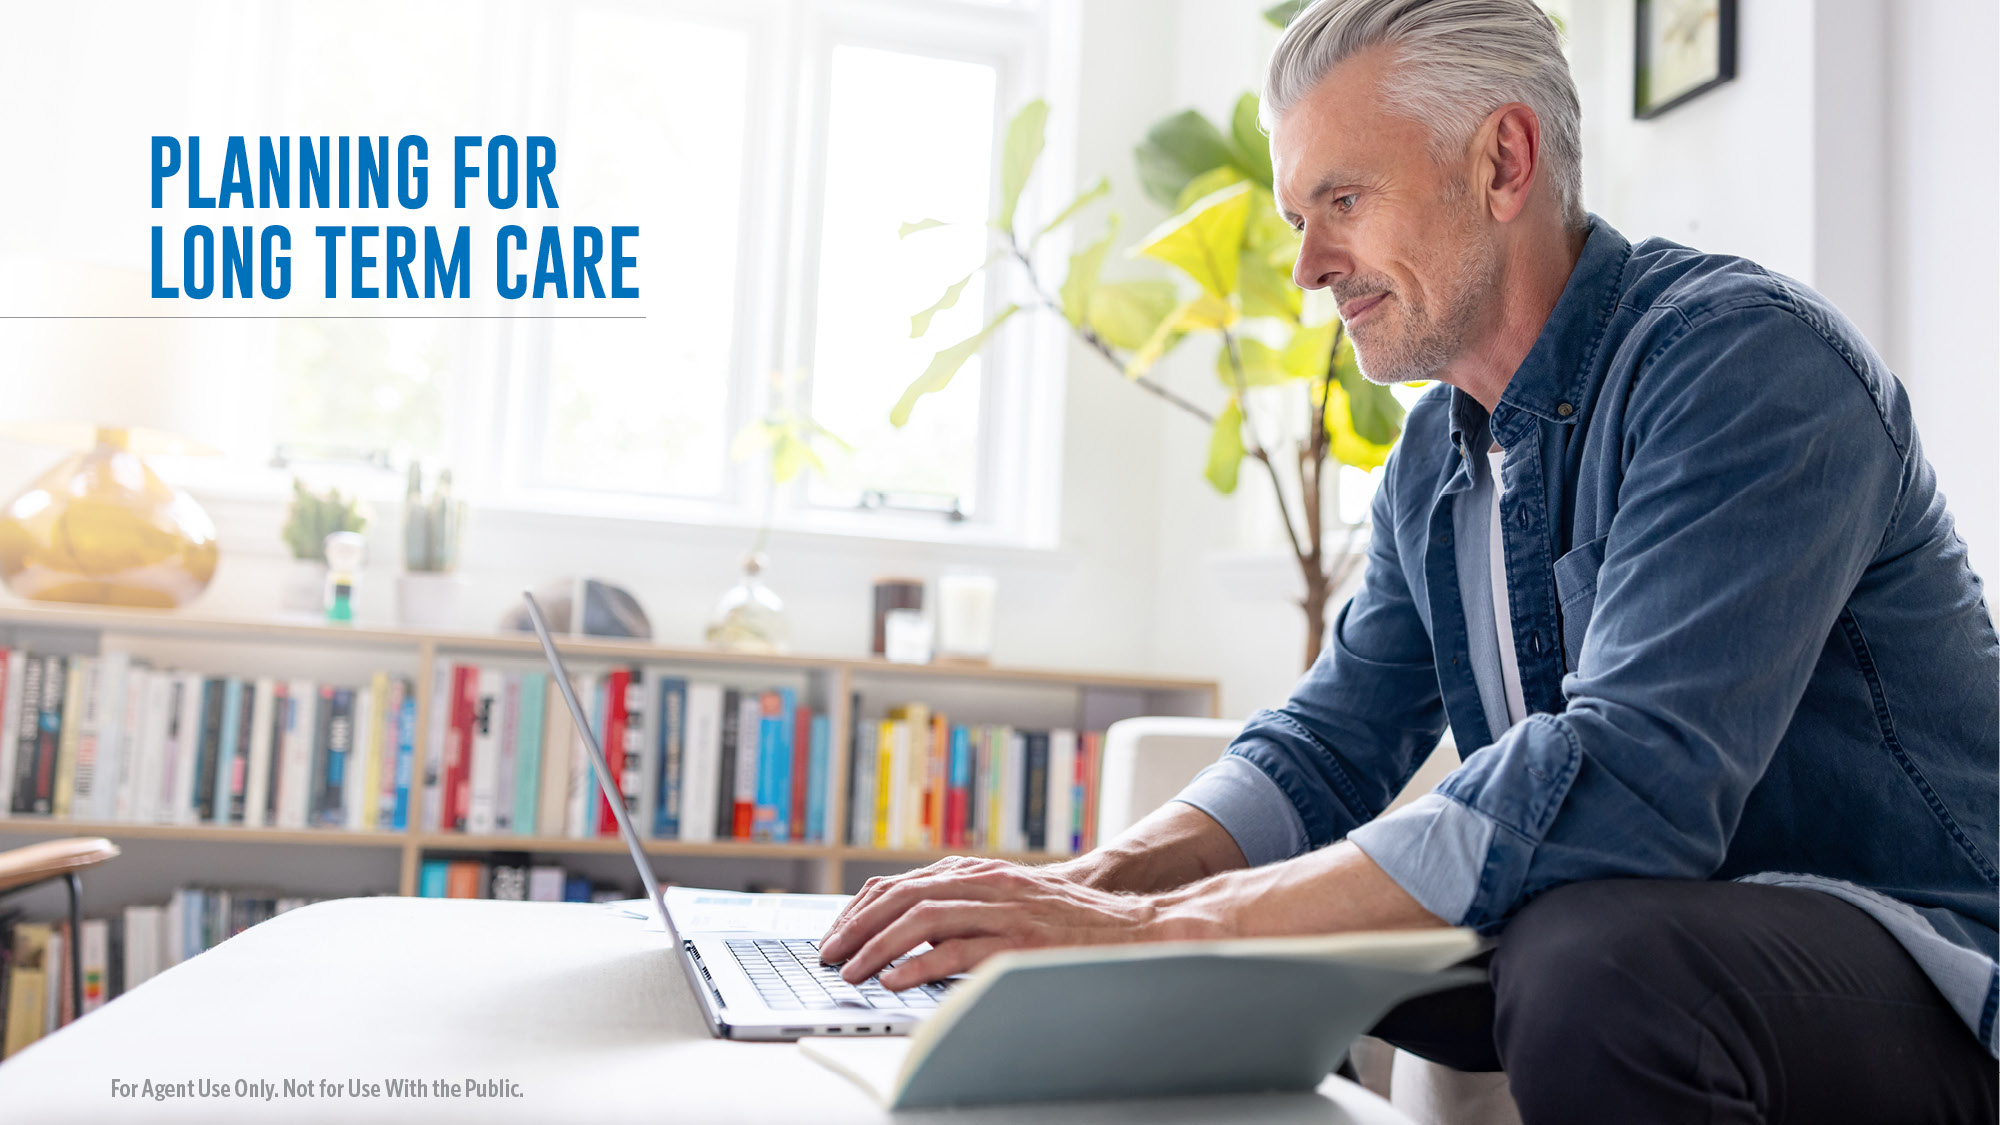 PLANNING FOR
LONG TERM CARE
For Agent Use Only. Not for Use With the Public.